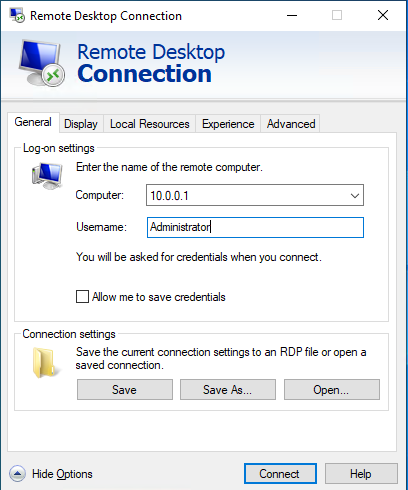 Remote Desktop Connection
Remote Desktop
Connection
General Display Local Resources Experience Advanced
Log-on settings
Enter the name of the remote computer.
Computer: 10.0.0.1
Username: Administrator
You will be asked for credentials when you connect.
Allow me to save credentials
Connection settings
Save the current connection settings to an RDP file or open a
saved connection.
Save Save As... Open...
Hide Options Connect Help